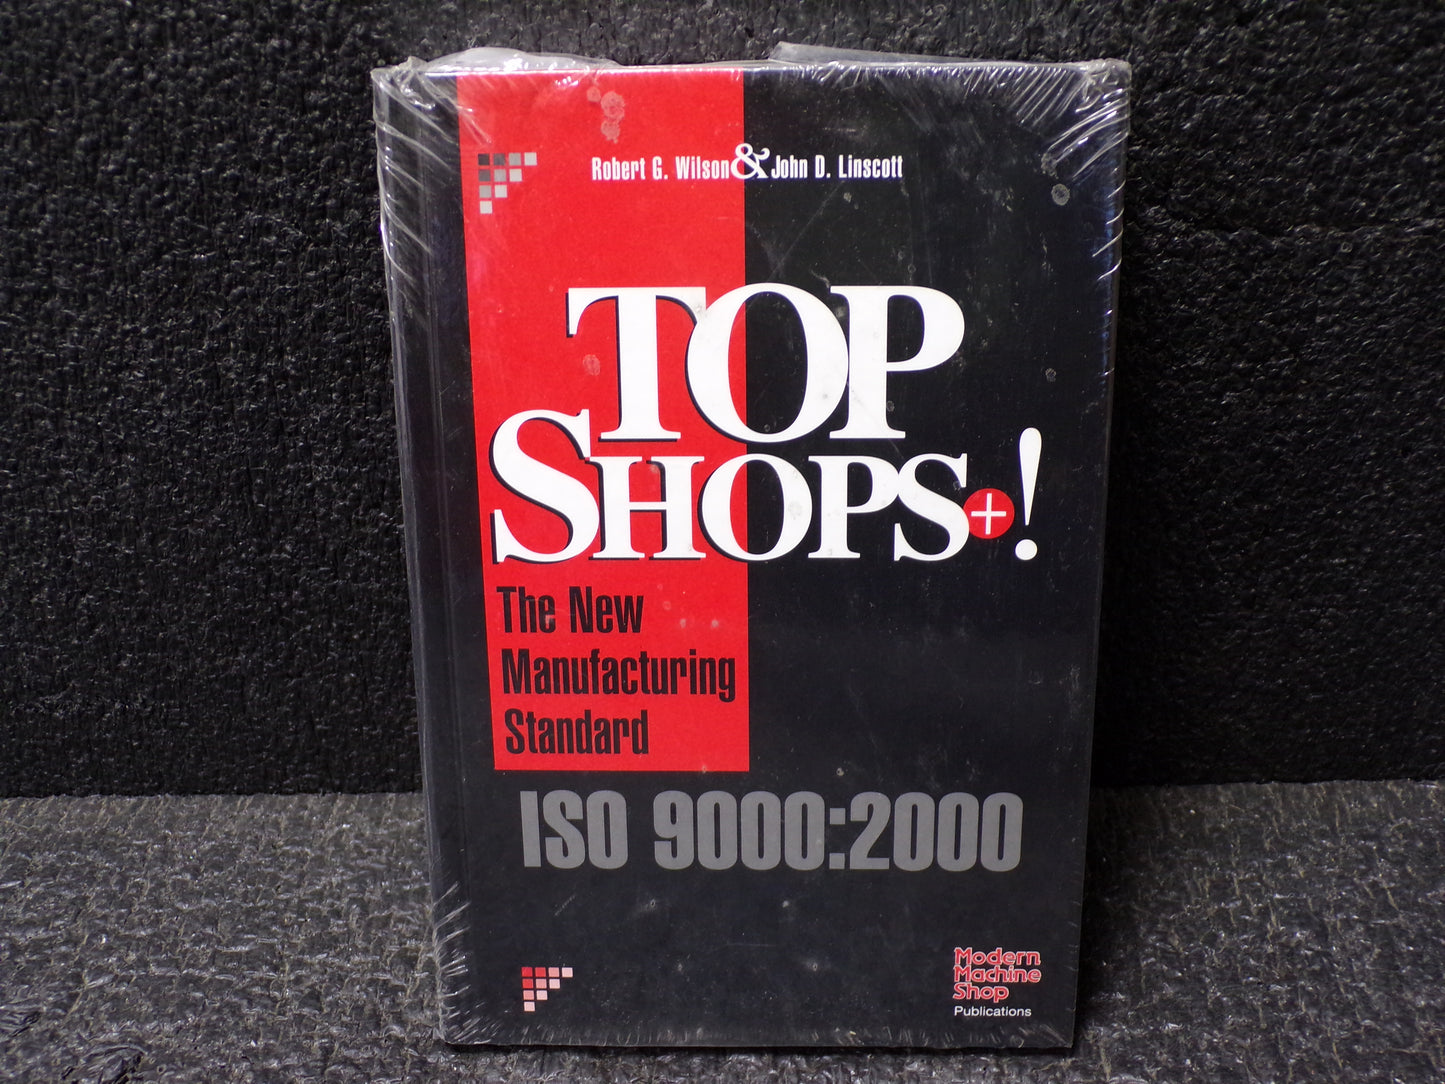 Robert G. Wilson & John D. Linscott
TOP
SHOPS+!
The New
Manufacturing
Standard
ISO 9000:2000
Modern
Machine
Shop
Publications